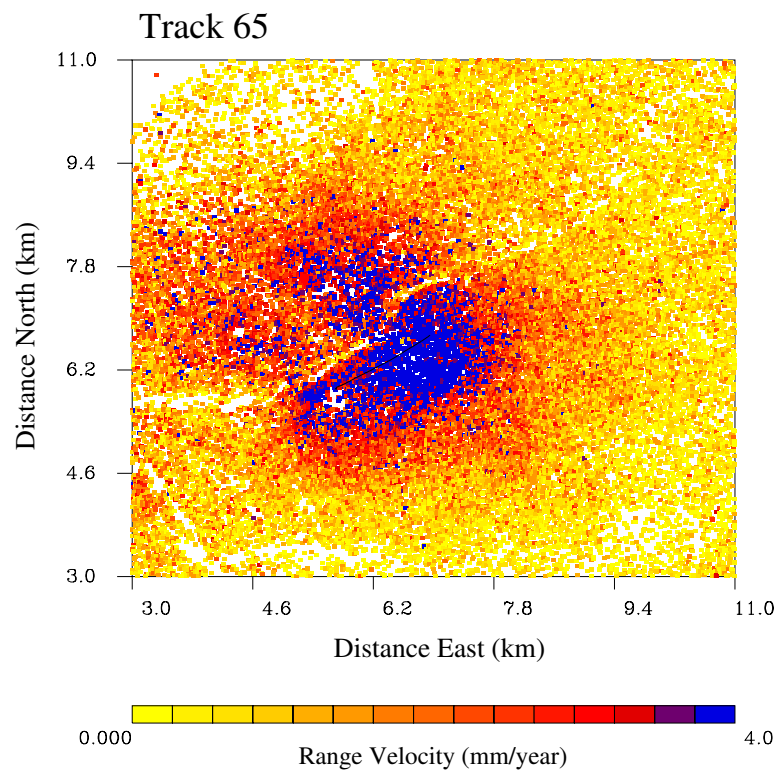 Track 65
11.0
9.4
7.8
6.2
4.6
3.0
Distance North (km)
3.0 4.6 6.2 7.8 9.4 11.0
Distance East (km)
0.000 4.0
Range Velocity (mm/year)